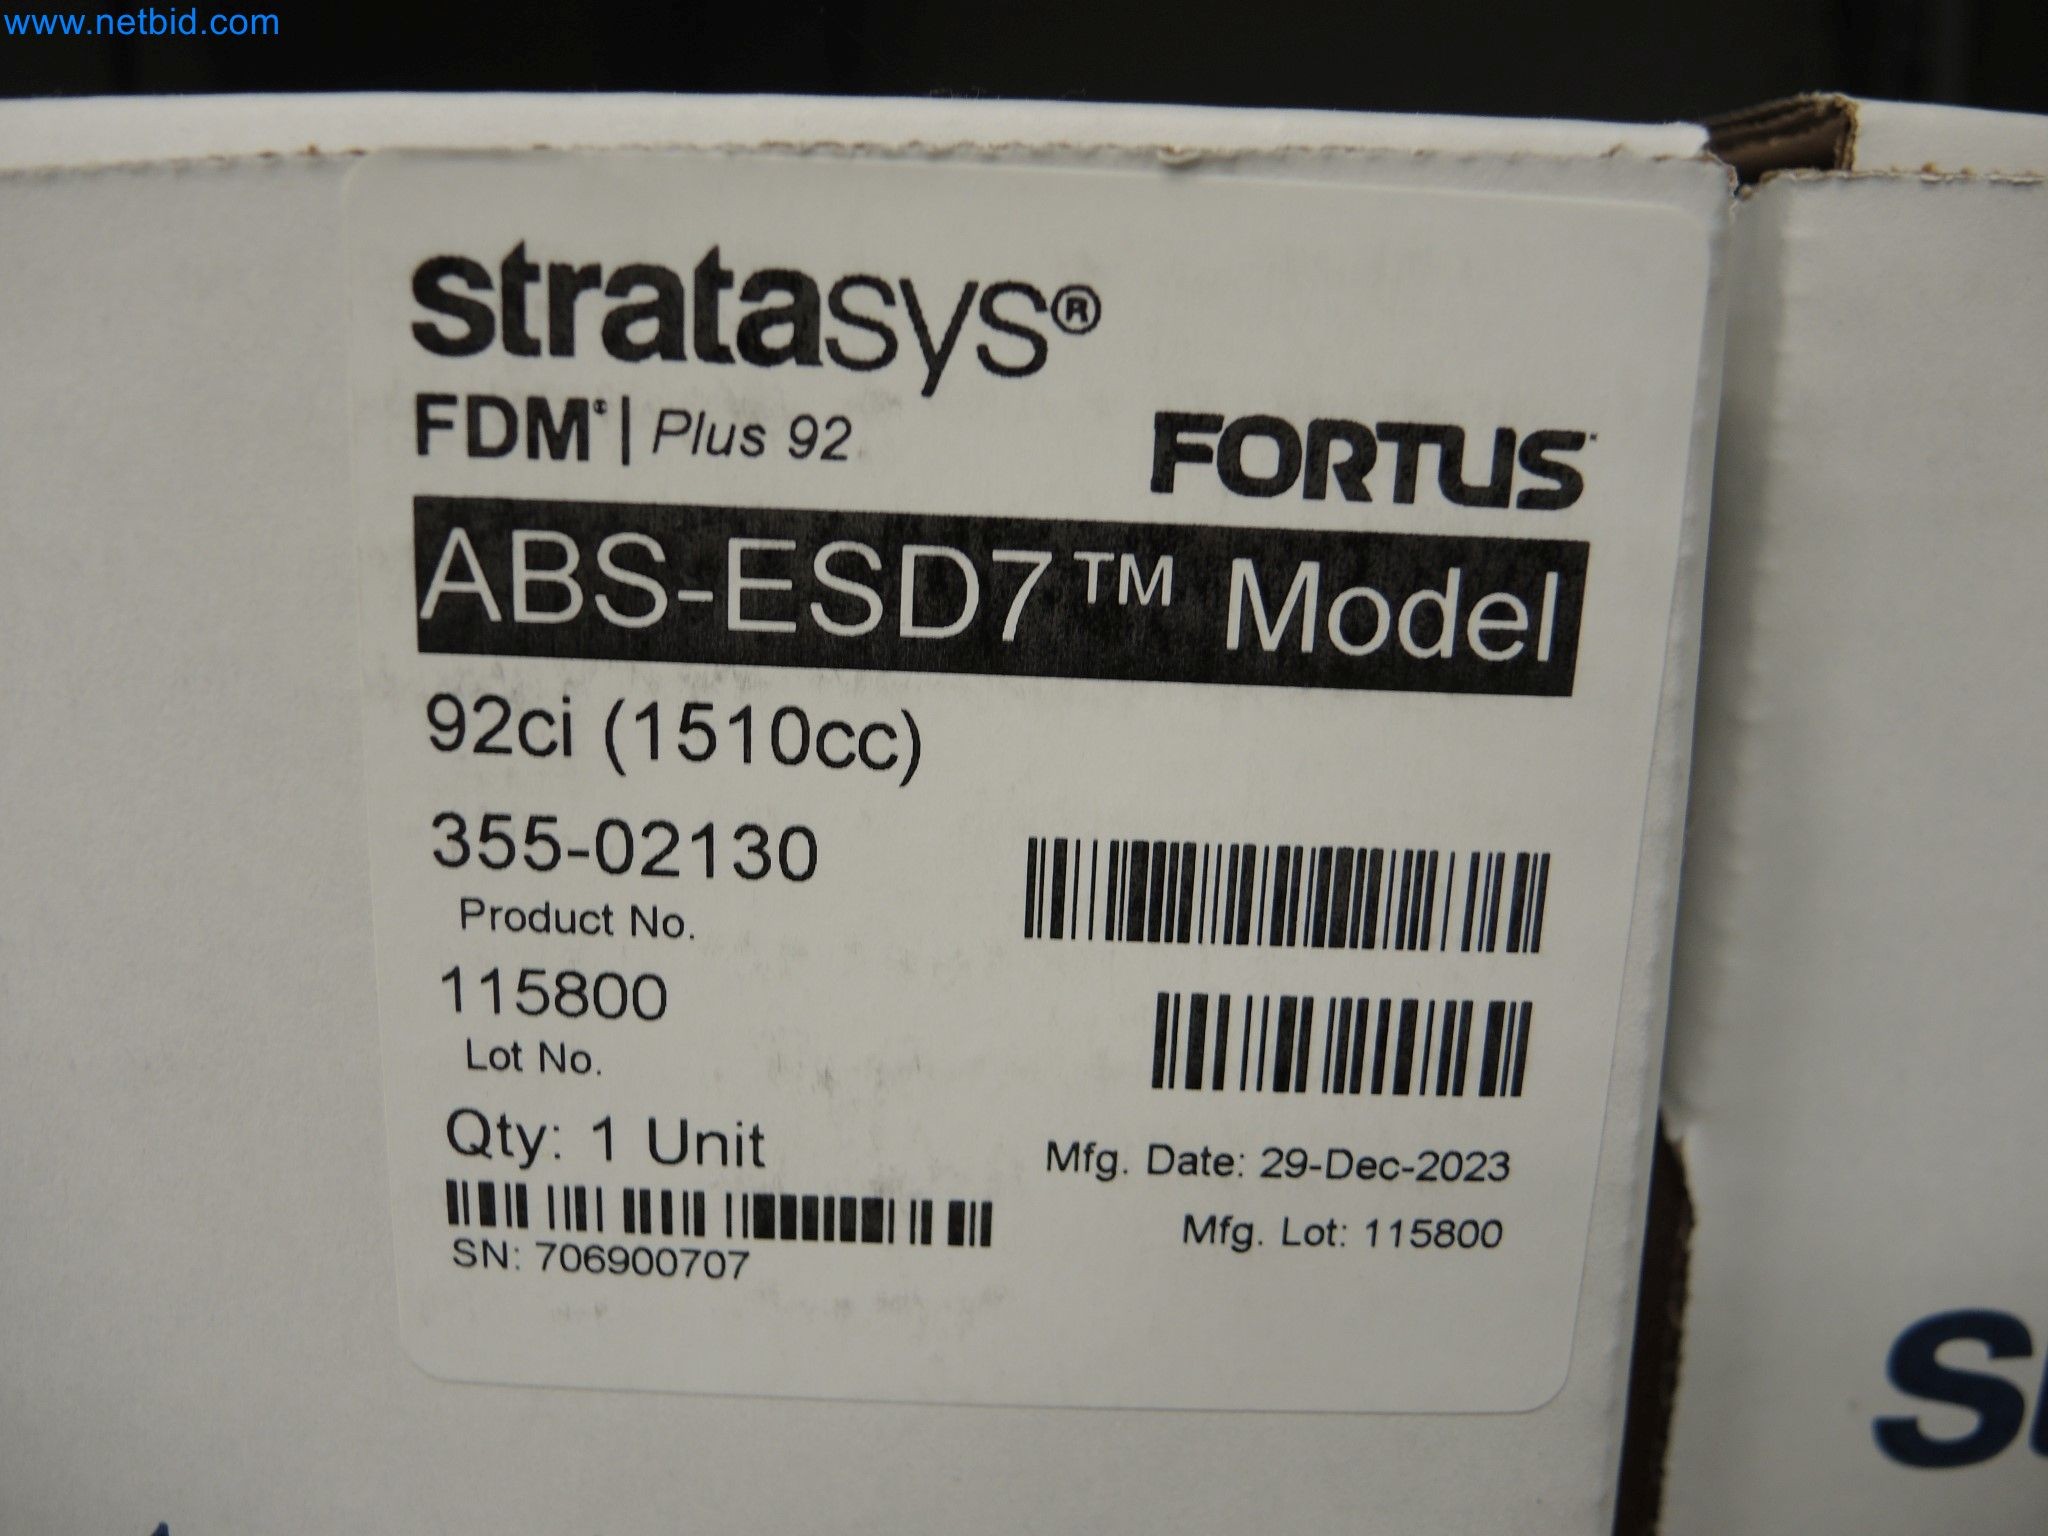 www.netbid.com
stratasys®
FDM® | Plus 92
FORTUS™
ABS-ESD7™ Model
92ci (1510cc)
355-02130
Product No.
115800
Lot No.
Qty: 1 Unit
Mfg. Date: 29-Dec-2023
Mfg. Lot: 115800
SN: 706900707